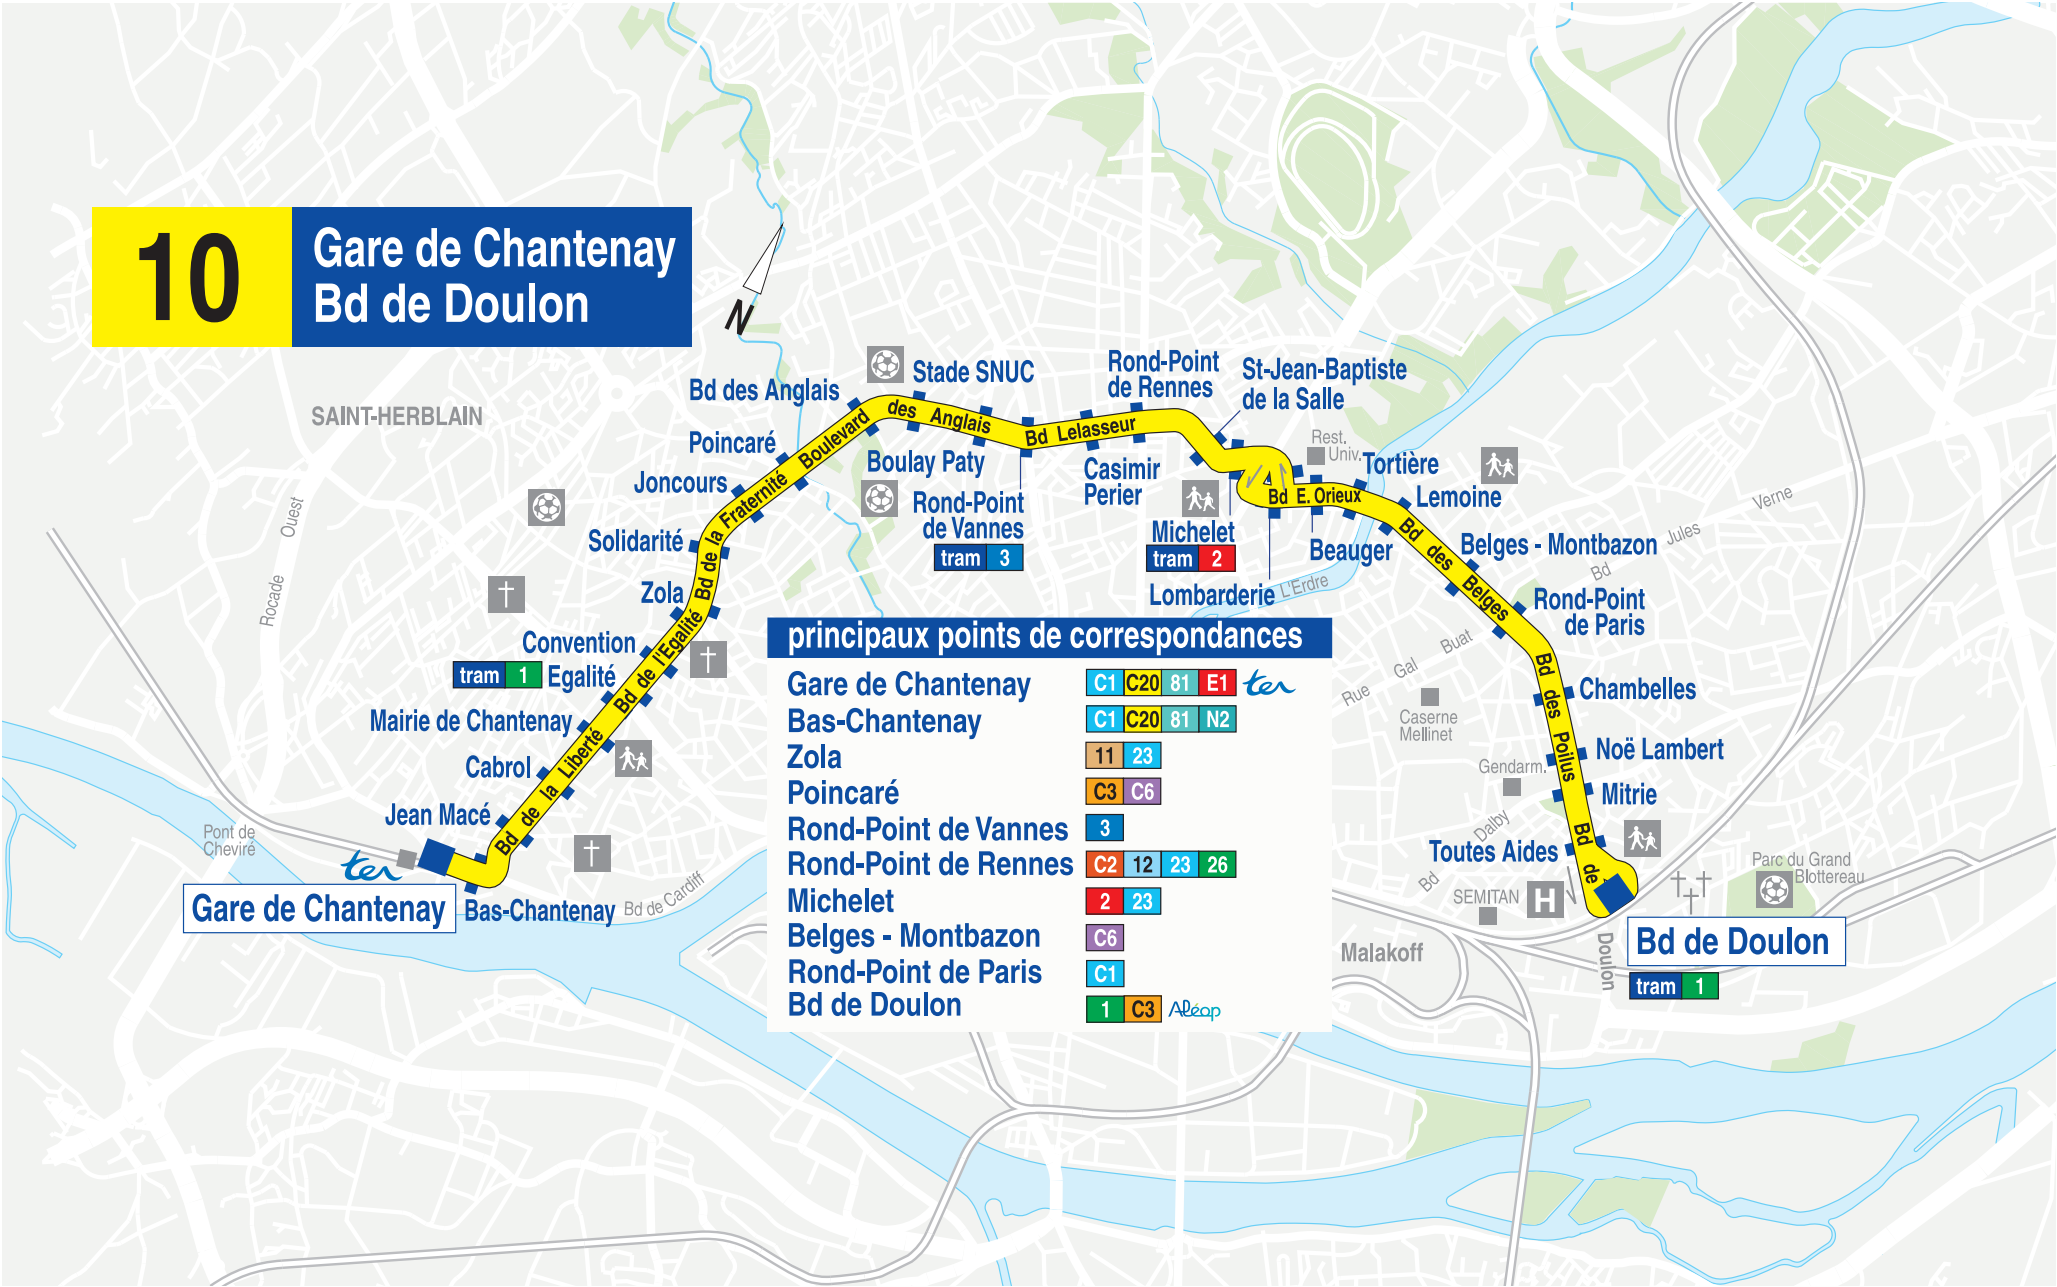 10
Gare de Chantenay
Bd de Doulon
N
SAINT-HERBLAIN
Bd des Anglais
Stade SNUC
Rond-Point
de Rennes
St-Jean-Baptiste
de la Salle
Poincaré
Boulay Paty
Casimir
Perier
Rest.
Univ.
Tortière
Lemoine
Joncours
Rond-Point
de Vannes
tram 3
Michelet
tram 2
Beauger
Belges - Montbazon
Solidarité
Lombarderie
L'Erdre
Zola
Rond-Point
de Paris
Convention
Egalité
tram 1
Mairie de Chantenay
Cabrol
Jean Macé
Chambelles
Noë Lambert
Mitrie
Toutes Aides
Bd de la Liberté
Bd de l'Egalité
Bd de la Fraternité
Boulevard des Anglais
Bd Lelasseur
Bd E. Orieux
Bd des Belges
Bd des Poilus
Bd de
Doulon
Rocade Ouest
Bd Jules Verne
Rue Gal Buat
Caserne
Mellinet
Gendarm.
Bd Dalby
SEMITAN
H
Parc du Grand
Blottereau
Malakoff
Pont de
Cheviré
ter
Gare de Chantenay
Bas-Chantenay
Bd de Cardiff
Bd de Doulon
tram 1
principaux points de correspondances
Gare de Chantenay C1 C20 81 E1 ter
Bas-Chantenay C1 C20 81 N2
Zola 11 23
Poincaré C3 C6
Rond-Point de Vannes 3
Rond-Point de Rennes C2 12 23 26
Michelet 2 23
Belges - Montbazon C6
Rond-Point de Paris C1
Bd de Doulon 1 C3 Aléop